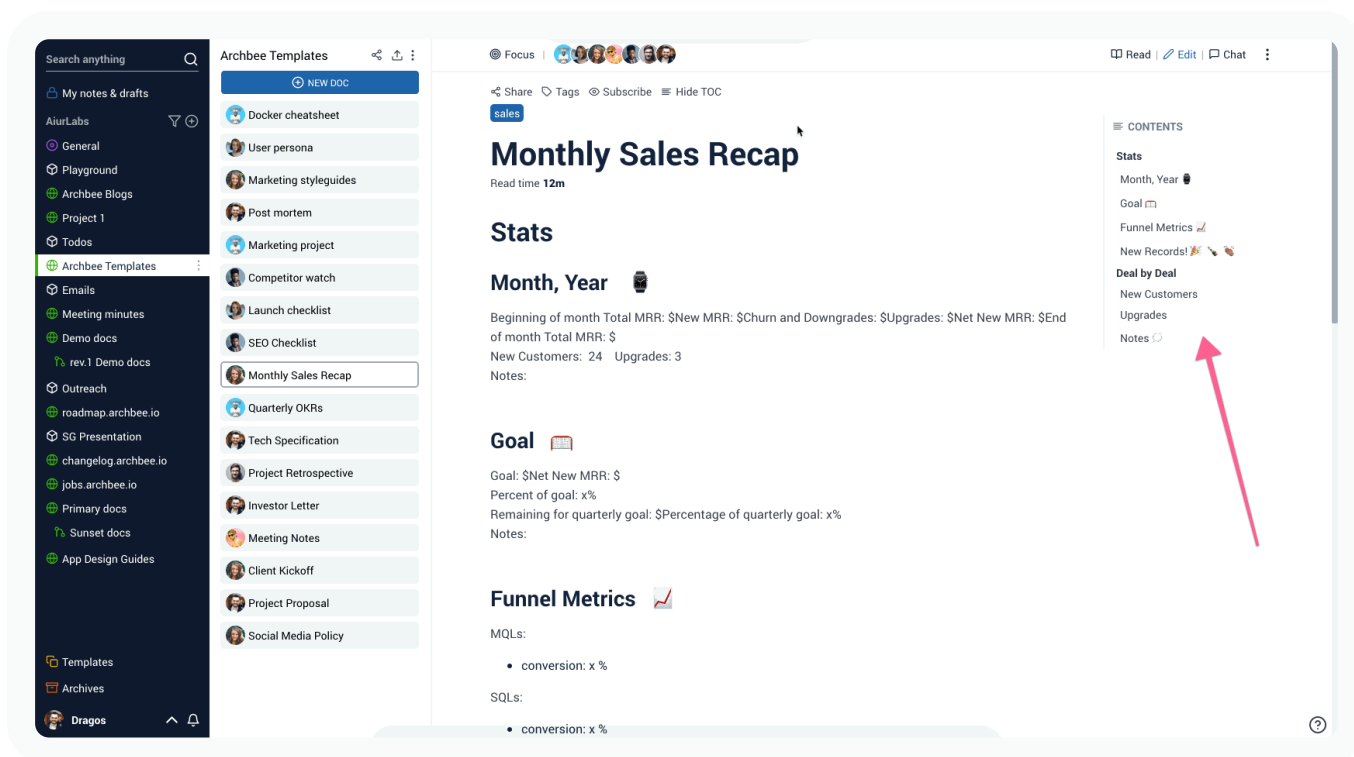 Search anything
My notes & drafts
AiurLabs
General
Playground
Archbee Blogs
Project 1
Todos
Archbee Templates
Emails
Meeting minutes
Demo docs
rev.1 Demo docs
Outreach
roadmap.archbee.io
SG Presentation
changelog.archbee.io
jobs.archbee.io
Primary docs
Sunset docs
App Design Guides
Templates
Archives
Dragos
Archbee Templates
NEW DOC
Docker cheatsheet
User persona
Marketing styleguides
Post mortem
Marketing project
Competitor watch
Launch checklist
SEO Checklist
Monthly Sales Recap
Quarterly OKRs
Tech Specification
Project Retrospective
Investor Letter
Meeting Notes
Client Kickoff
Project Proposal
Social Media Policy
Focus |
Read | Edit | Chat
Share Tags Subscribe Hide TOC
sales
Monthly Sales Recap
Read time 12m
Stats
Month, Year
Beginning of month Total MRR: $New MRR: $Churn and Downgrades: $Upgrades: $Net New MRR: $End
of month Total MRR: $
New Customers: 24 Upgrades: 3
Notes:
Goal
Goal: $Net New MRR: $
Percent of goal: x%
Remaining for quarterly goal: $Percentage of quarterly goal: x%
Notes:
Funnel Metrics
MQLs:
• conversion: x %
SQLs:
• conversion: x %
CONTENTS
Stats
Month, Year
Goal
Funnel Metrics
New Records!
Deal by Deal
New Customers
Upgrades
Notes